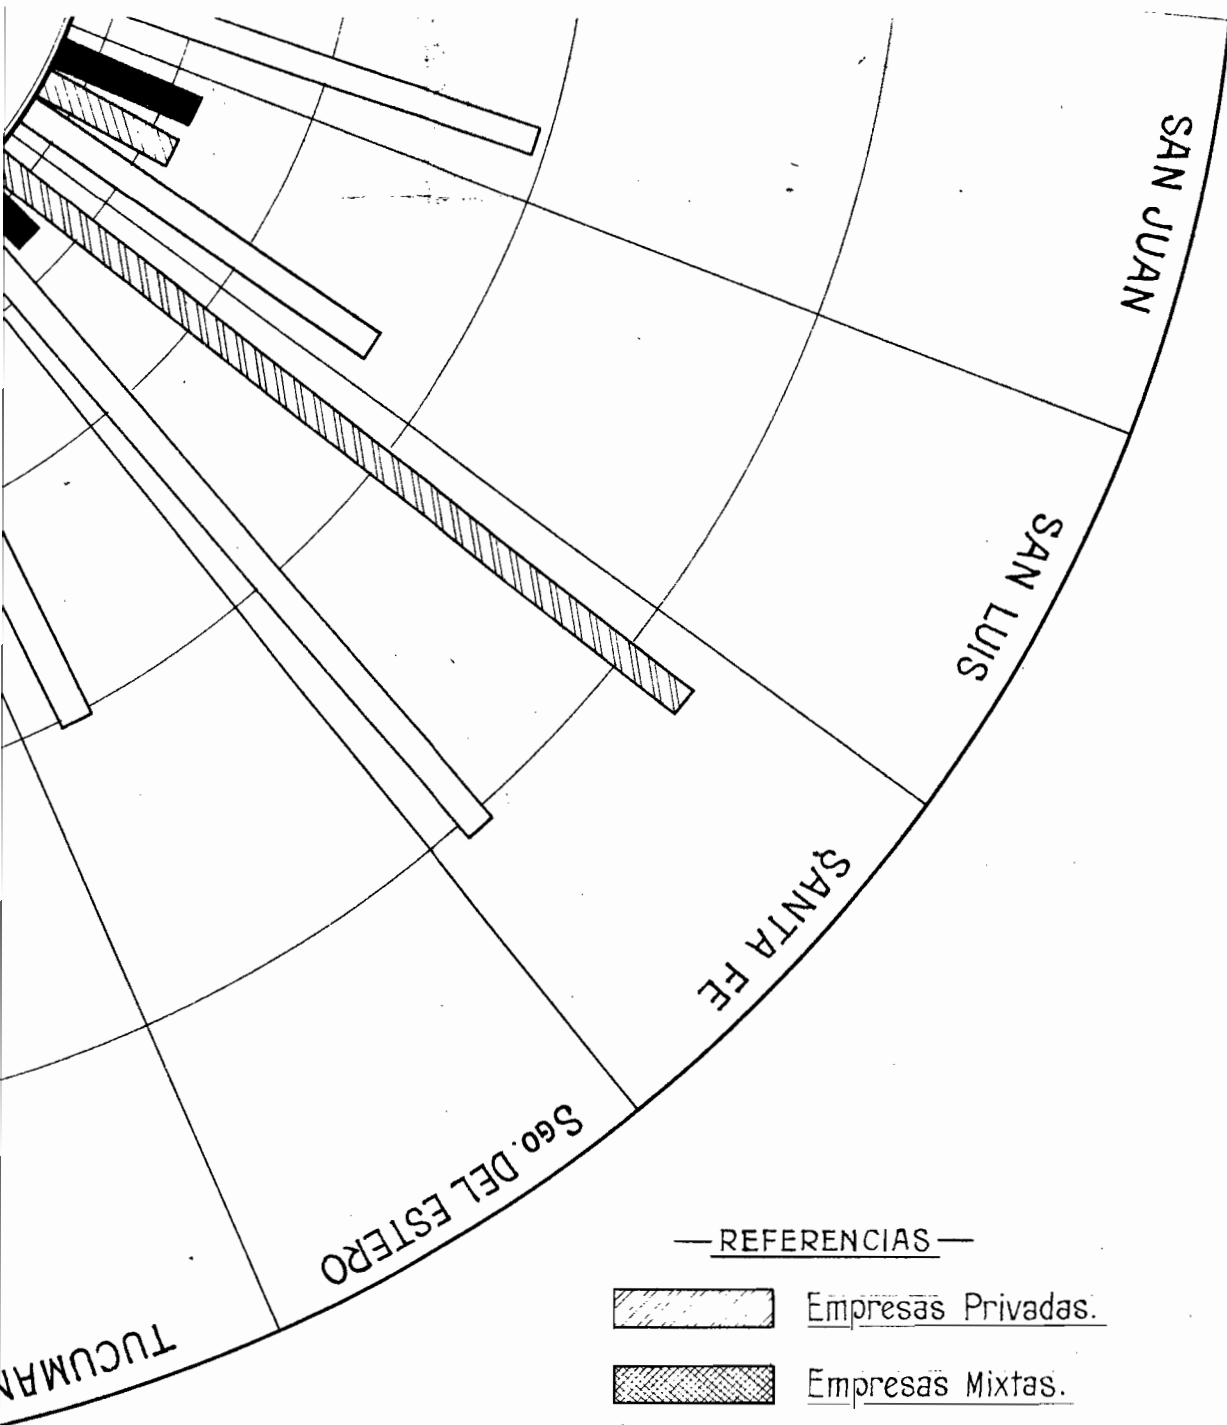 SAN JUAN
SAN LUIS
SANTA FE
SGO. DEL ESTERO
TUCUMAN
— REFERENCIAS —
Empresas Privadas.
Empresas Mixtas.